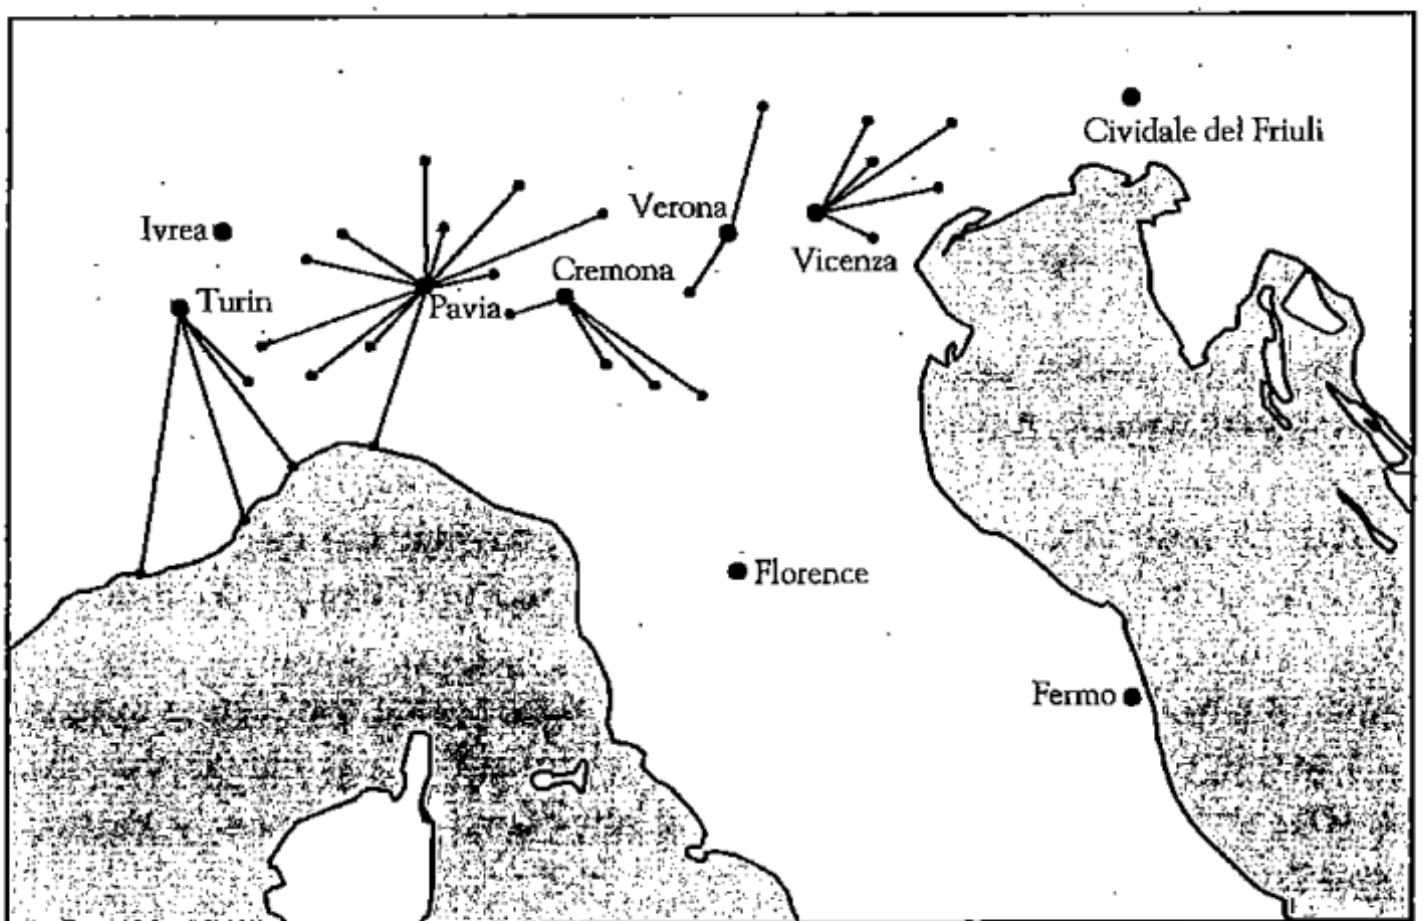 Cividale del Friuli
Ivrea
Verona
Vicenza
Cremona
Turin
Pavia
Florence
Fermo